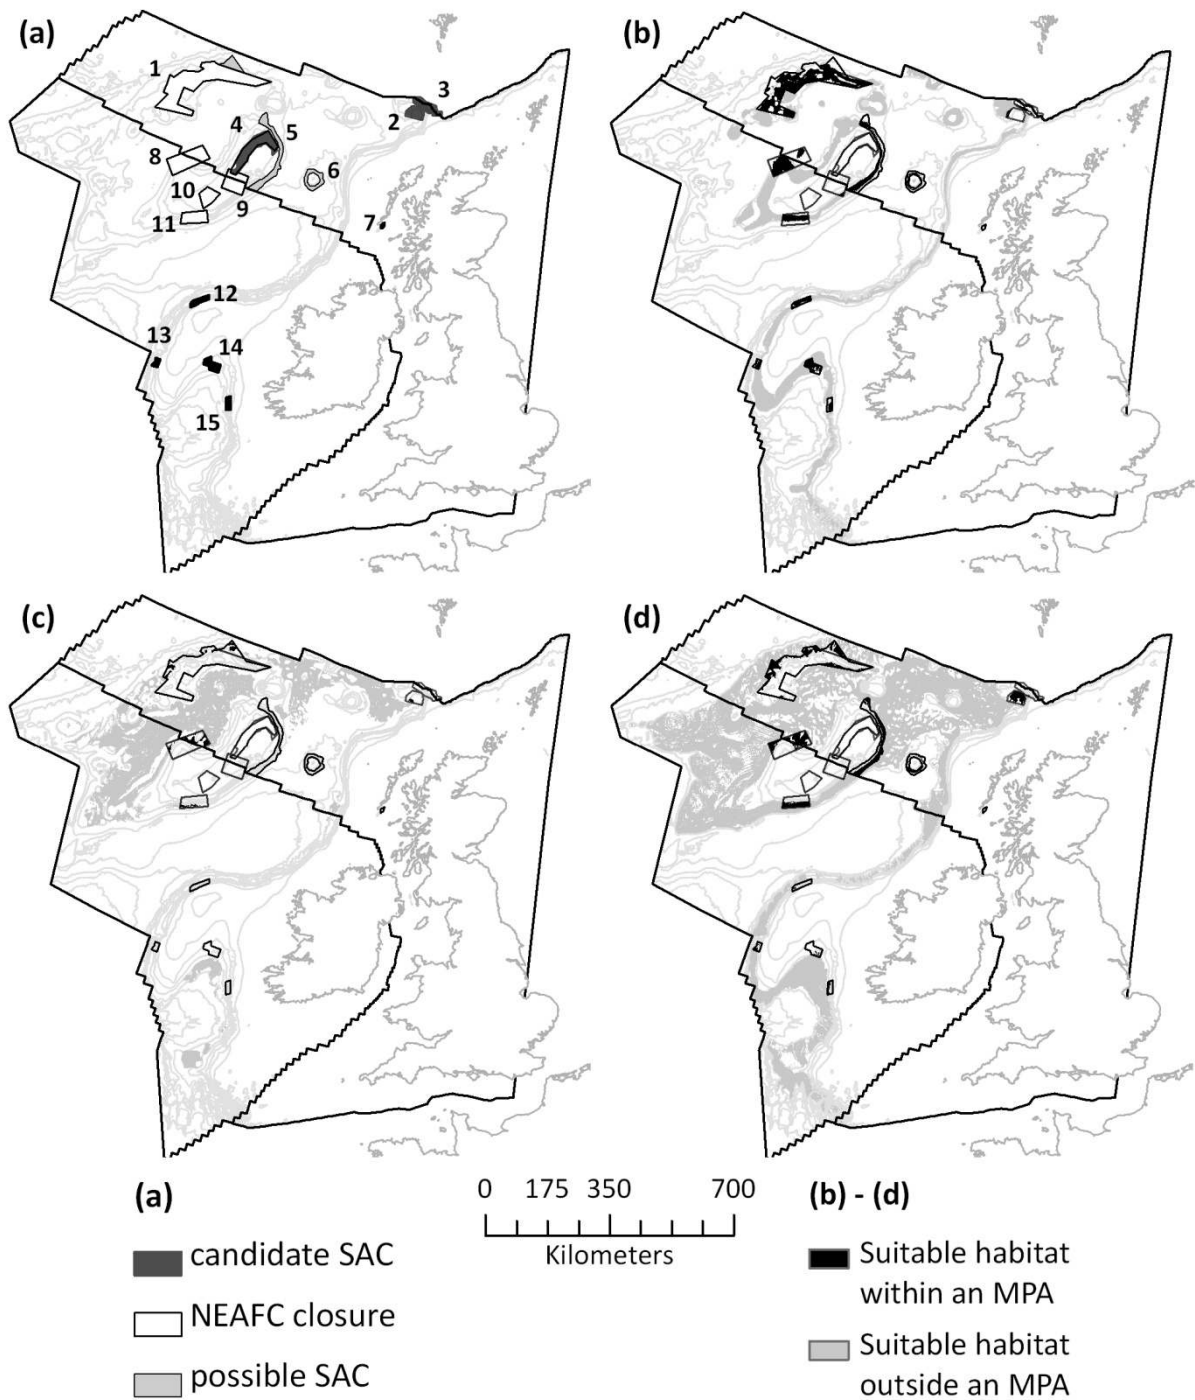 (a)
(b)
1
3
2
4
5
8
6
10
7
9
11
12
13
14
15
(c)
(d)
(a)
0 175 350 700
Kilometers
(b) - (d)
candidate SAC
NEAFC closure
possible SAC
Suitable habitat
within an MPA
Suitable habitat
outside an MPA